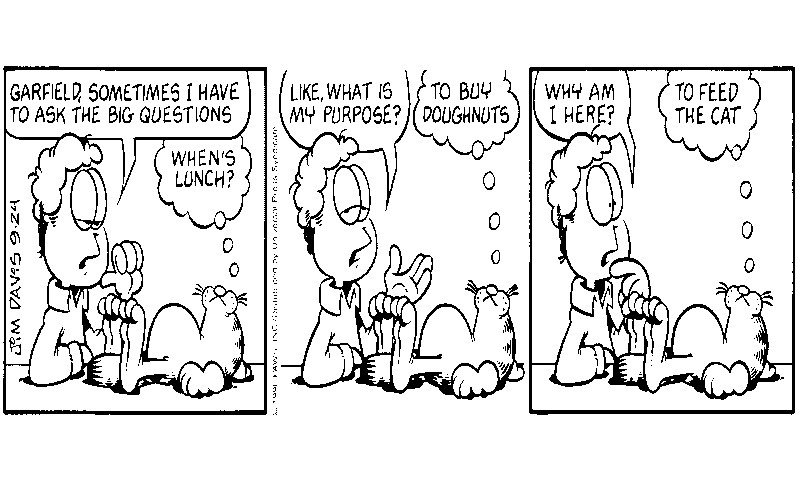 GARFIELD, SOMETIMES I HAVE
TO ASK THE BIG QUESTIONS
WHEN'S
LUNCH?
JIM DAVIS 9.24
LIKE, WHAT IS
MY PURPOSE?
TO BUY
DOUGHNUTS
WHY AM
I HERE?
TO FEED
THE CAT